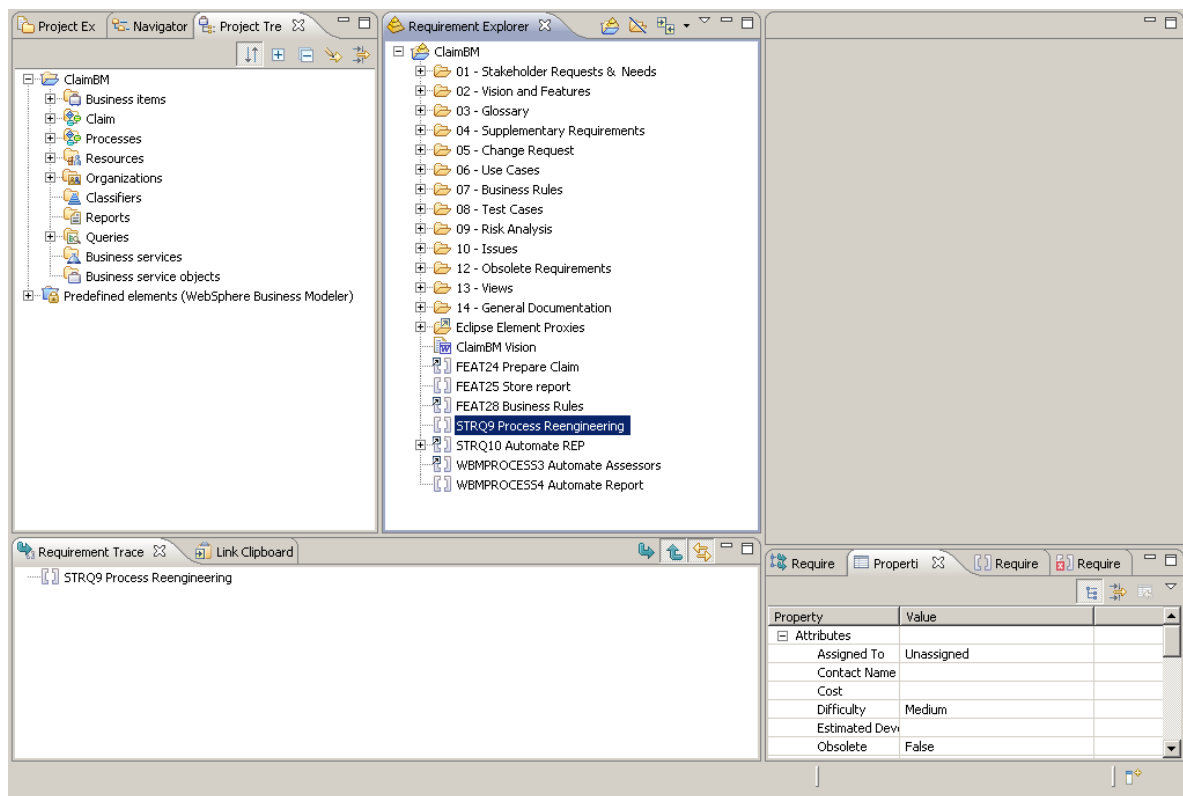 Project Ex Navigator Project Tre
ClaimBM
Business items
Claim
Processes
Resources
Organizations
Classifiers
Reports
Queries
Business services
Business service objects
Predefined elements (WebSphere Business Modeler)
Requirement Explorer
ClaimBM
01 - Stakeholder Requests & Needs
02 - Vision and Features
03 - Glossary
04 - Supplementary Requirements
05 - Change Request
06 - Use Cases
07 - Business Rules
08 - Test Cases
09 - Risk Analysis
10 - Issues
12 - Obsolete Requirements
13 - Views
14 - General Documentation
Eclipse Element Proxies
ClaimBM Vision
FEAT24 Prepare Claim
FEAT25 Store report
FEAT28 Business Rules
STRQ9 Process Reengineering
STRQ10 Automate REP
WBMPROCESS3 Automate Assessors
WBMPROCESS4 Automate Report
Requirement Trace Link Clipboard
STRQ9 Process Reengineering
Require Properti Require Require
Property Value
Attributes
Assigned To Unassigned
Contact Name
Cost
Difficulty Medium
Estimated Deve
Obsolete False